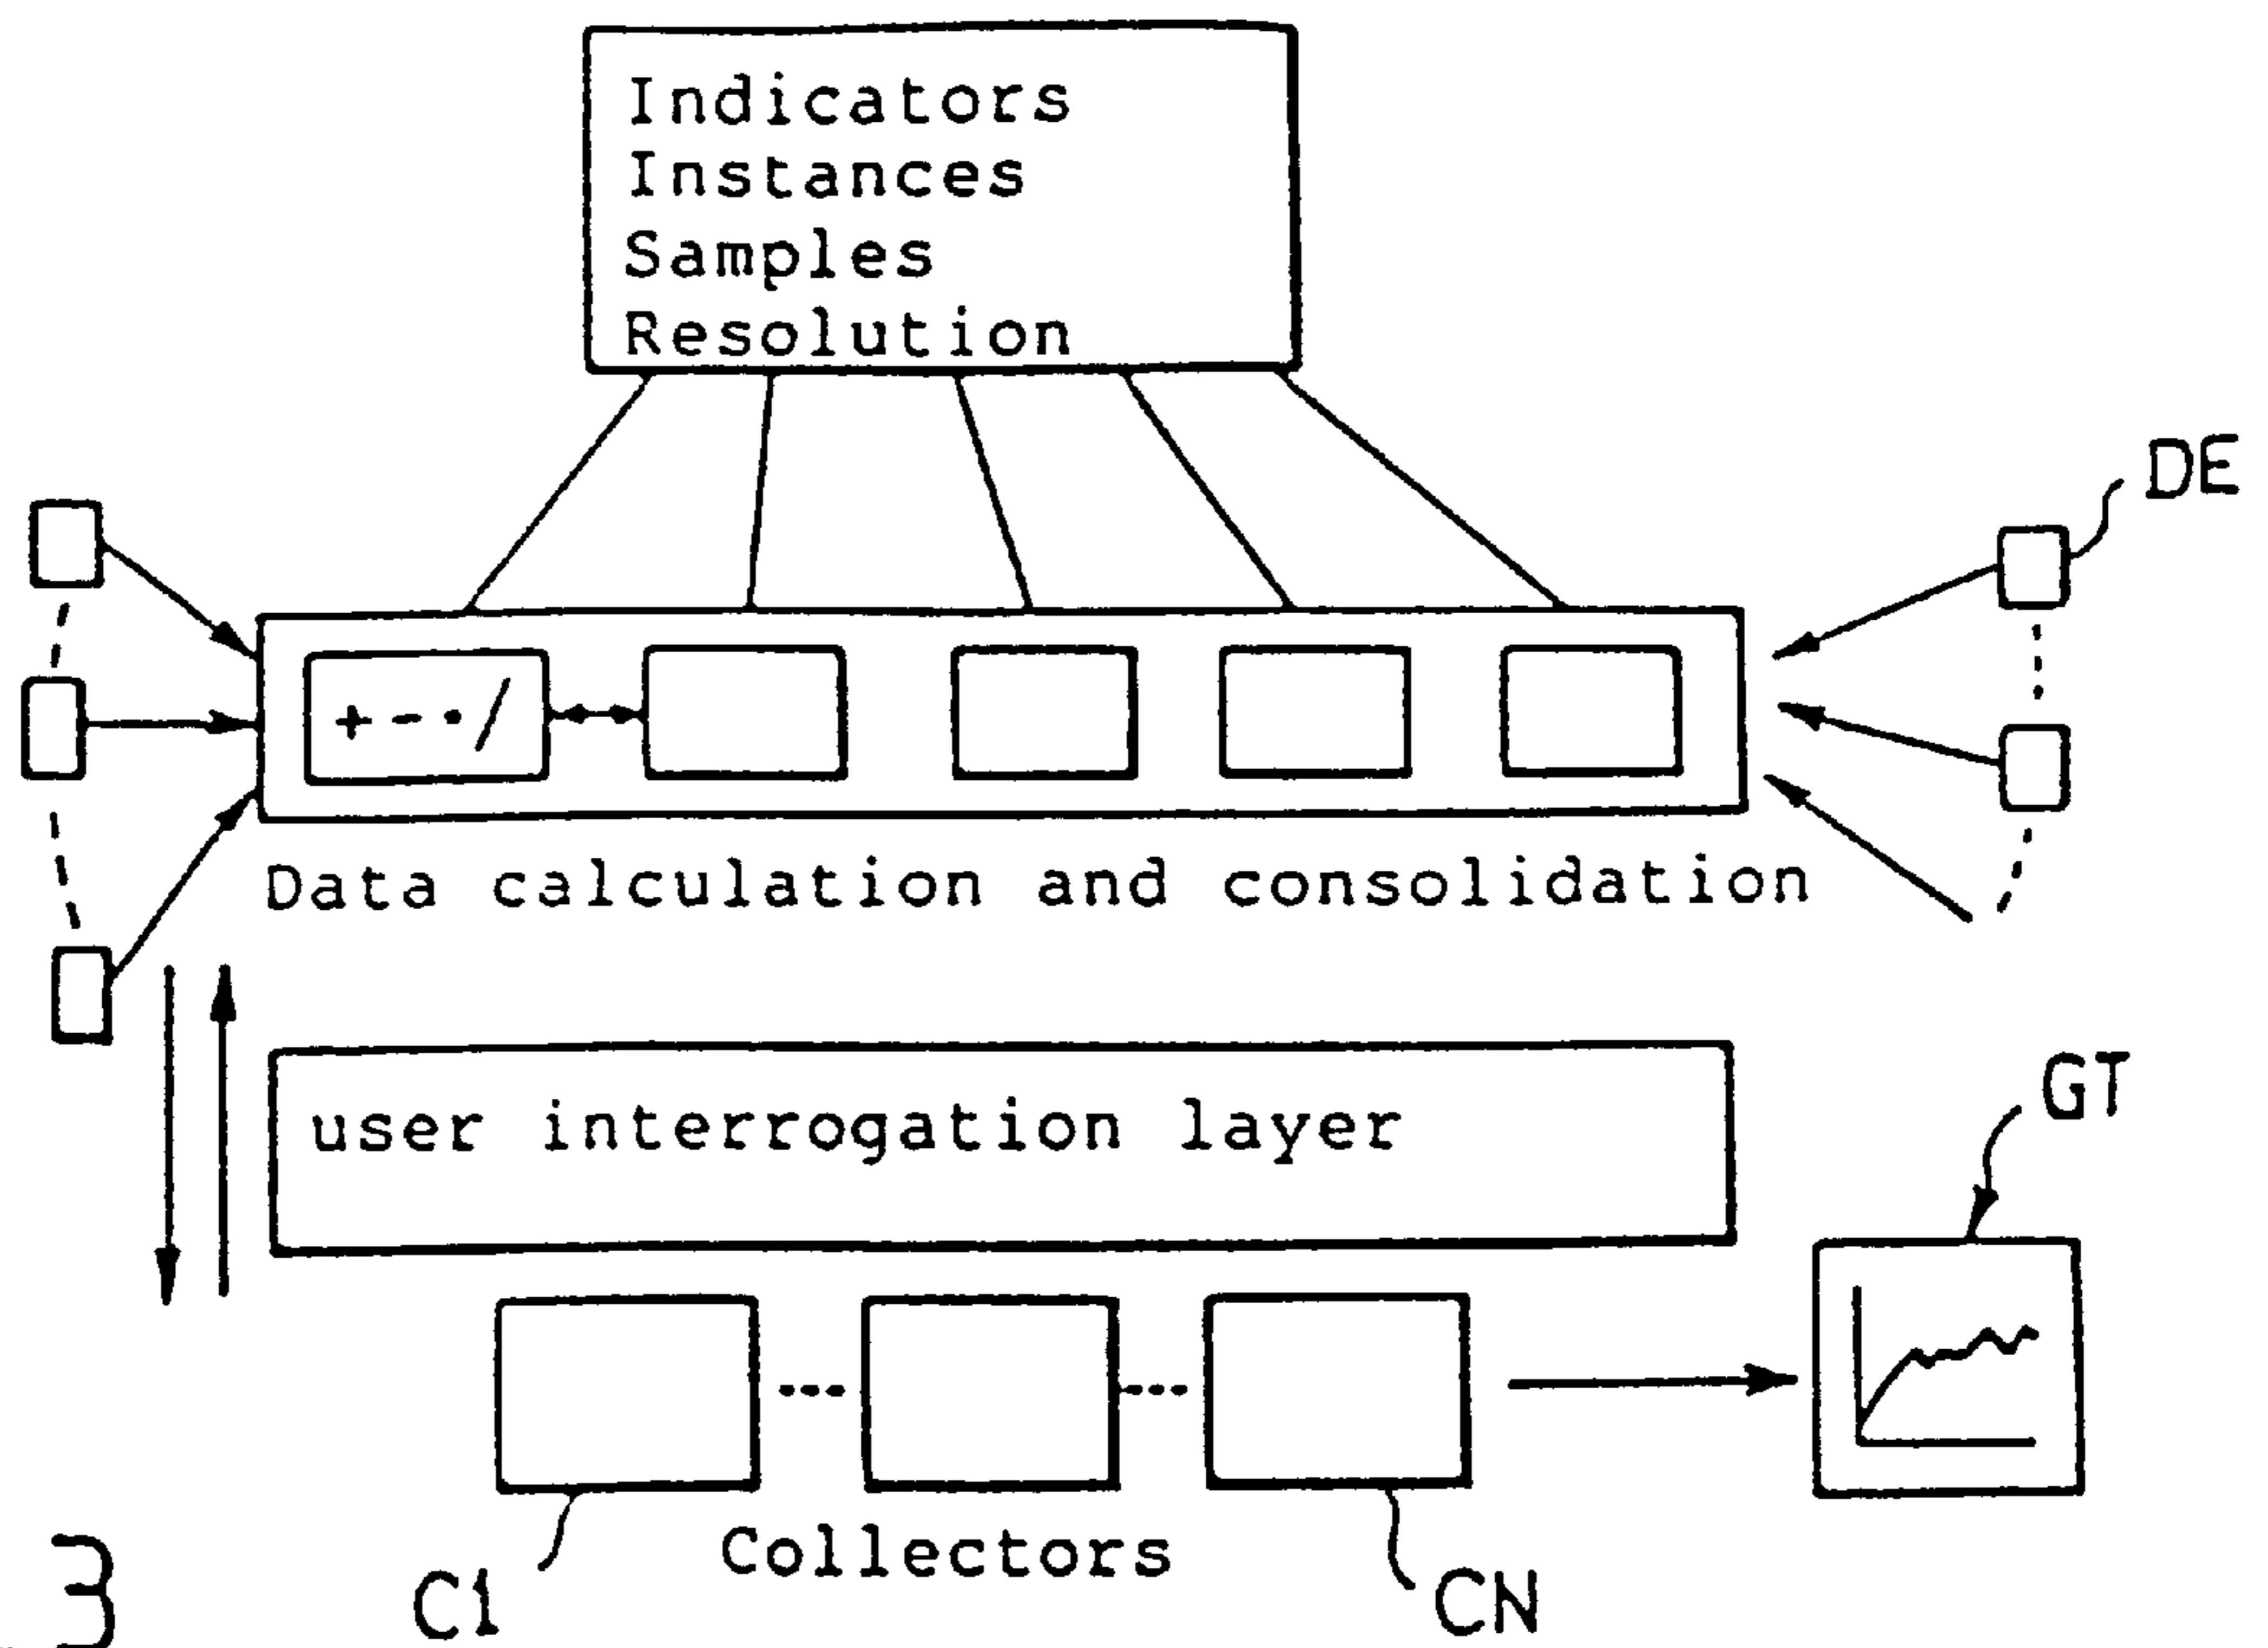 Indicators
Instances
Samples
Resolution
DE
+-·/
Data calculation and consolidation
user interrogation layer
GT
Collectors
C1
CN
3